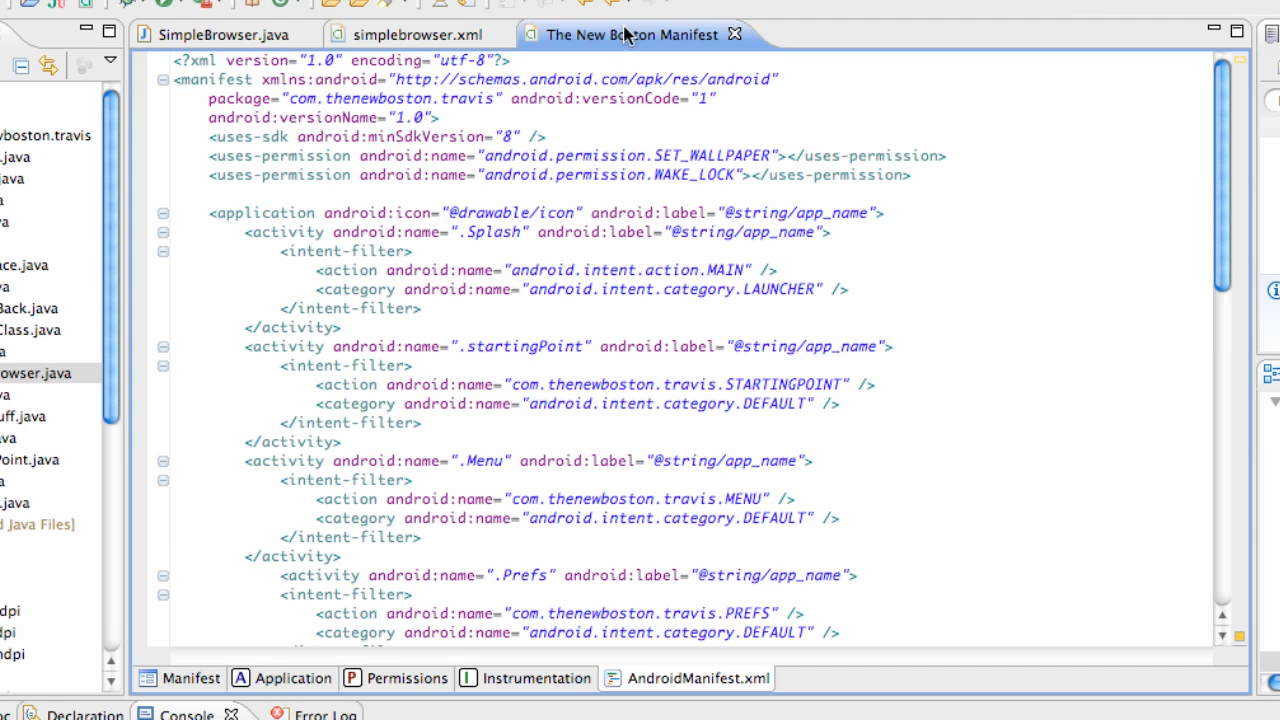 SimpleBrowser.java
simplebrowser.xml
The New Boston Manifest
<?xml version="1.0" encoding="utf-8"?>
<manifest xmlns:android="http://schemas.android.com/apk/res/android"
package="com.thenewboston.travis" android:versionCode="1"
android:versionName="1.0">
<uses-sdk android:minSdkVersion="8" />
<uses-permission android:name="android.permission.SET_WALLPAPER"></uses-permission>
<uses-permission android:name="android.permission.WAKE_LOCK"></uses-permission>
<application android:icon="@drawable/icon" android:label="@string/app_name">
<activity android:name=".Splash" android:label="@string/app_name">
<intent-filter>
<action android:name="android.intent.action.MAIN" />
<category android:name="android.intent.category.LAUNCHER" />
</intent-filter>
</activity>
<activity android:name=".startingPoint" android:label="@string/app_name">
<intent-filter>
<action android:name="com.thenewboston.travis.STARTINGPOINT" />
<category android:name="android.intent.category.DEFAULT" />
</intent-filter>
</activity>
<activity android:name=".Menu" android:label="@string/app_name">
<intent-filter>
<action android:name="com.thenewboston.travis.MENU" />
<category android:name="android.intent.category.DEFAULT" />
</intent-filter>
</activity>
<activity android:name=".Prefs" android:label="@string/app_name">
<intent-filter>
<action android:name="com.thenewboston.travis.PREFS" />
<category android:name="android.intent.category.DEFAULT" />
wboston.travis
.java
java
ace.java
Back.java
Class.java
owser.java
uff.java
ava
Point.java
.java
d Java Files]
dpi
dpi
ndpi
Manifest
Application
Permissions
Instrumentation
AndroidManifest.xml
Declaration
Console
Error Log